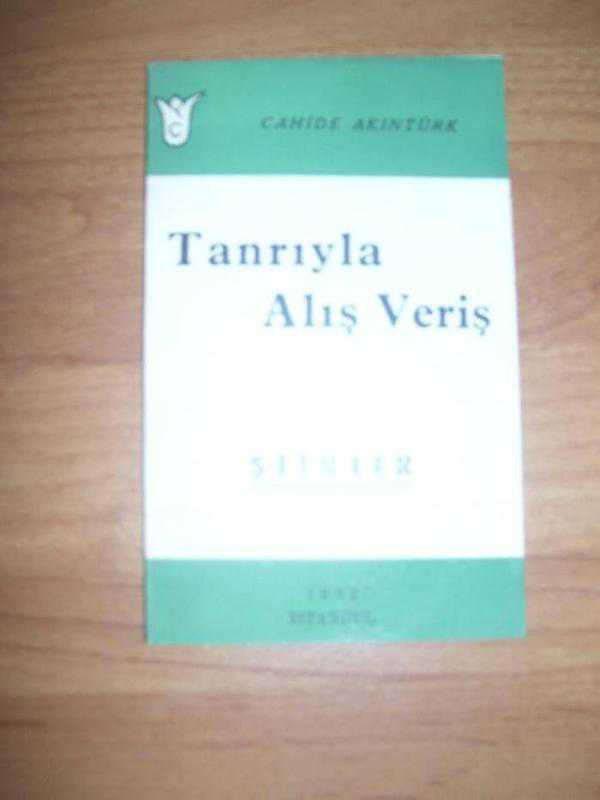 C
CAHİDE AKINTÜRK
Tanrıyla
Alış Veriş
ŞİİRLER
İSTANBUL